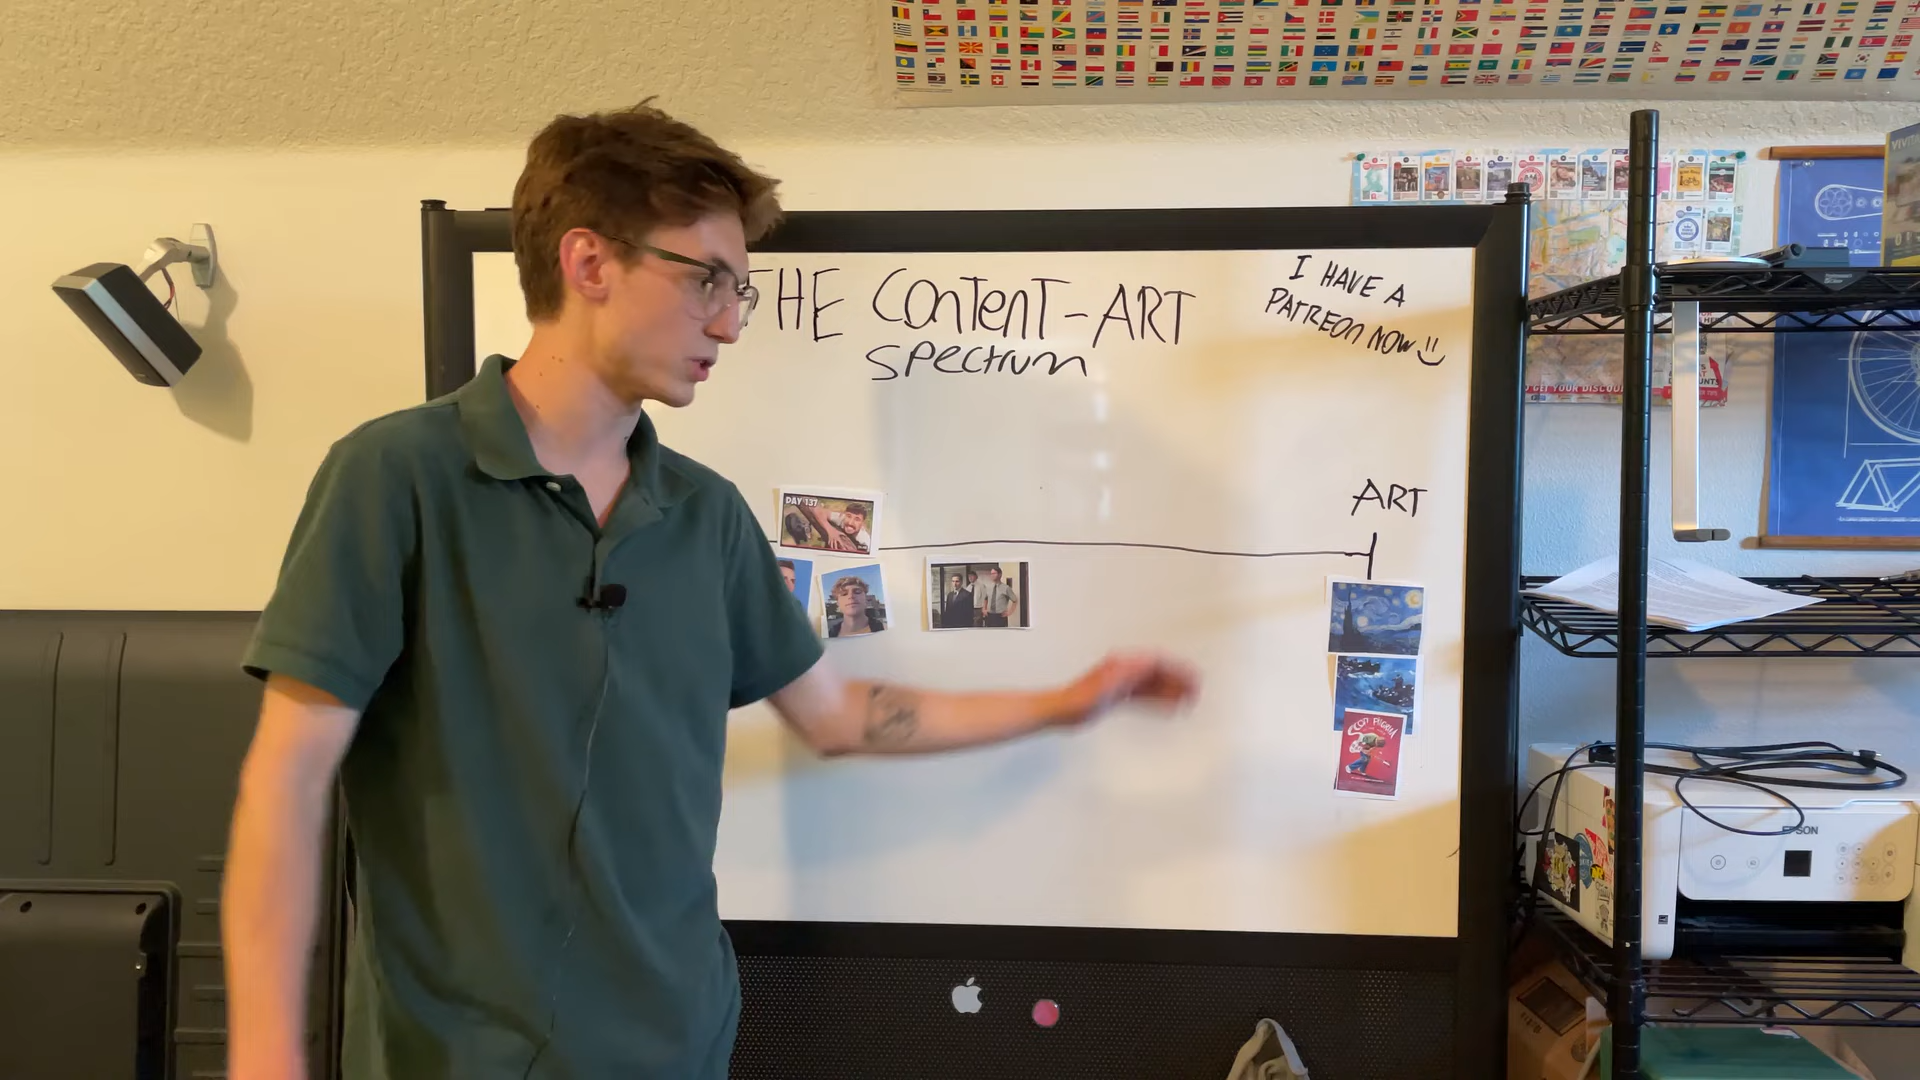 THE Content-ART
spectrum
I HAVE A
PATREON NOW
ART
DAY 137
EPSON